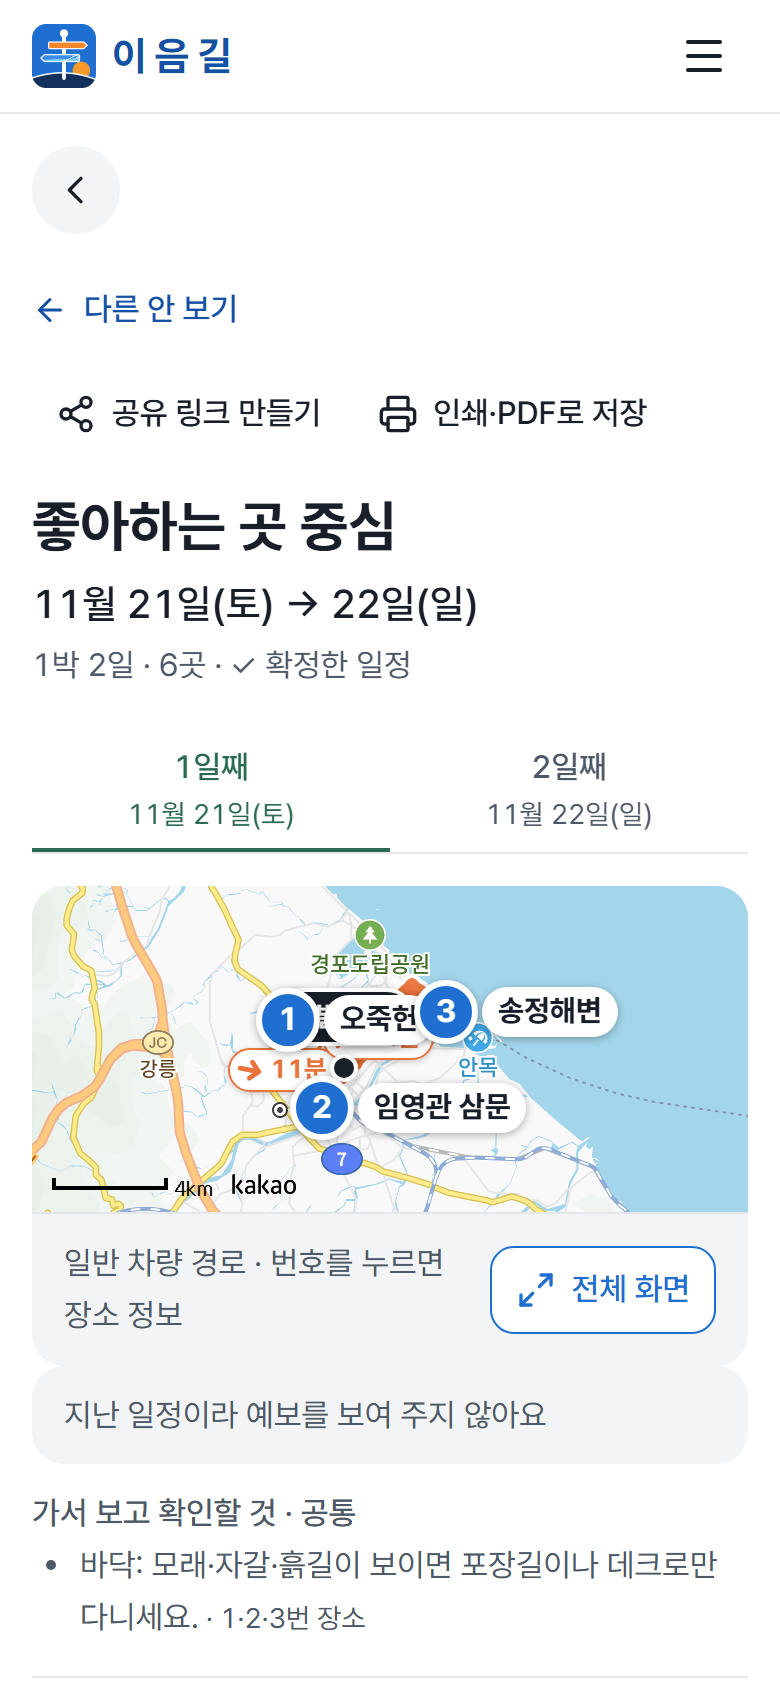 이음길
다른 안 보기
공유 링크 만들기
인쇄·PDF로 저장
좋아하는 곳 중심
11월 21일(토) → 22일(일)
1박 2일 · 6곳 · ✓ 확정한 일정
1일째
11월 21일(토)
2일째
11월 22일(일)
경포도립공원
1
오죽헌
3
송정해변
JC
강릉
→ 11분
안목
2
임영관 삼문
7
4km
kakao
일반 차량 경로 · 번호를 누르면
장소 정보
전체 화면
지난 일정이라 예보를 보여 주지 않아요
가서 보고 확인할 것 · 공통
• 바닥: 모래·자갈·흙길이 보이면 포장길이나 데크로만
다니세요. · 1·2·3번 장소